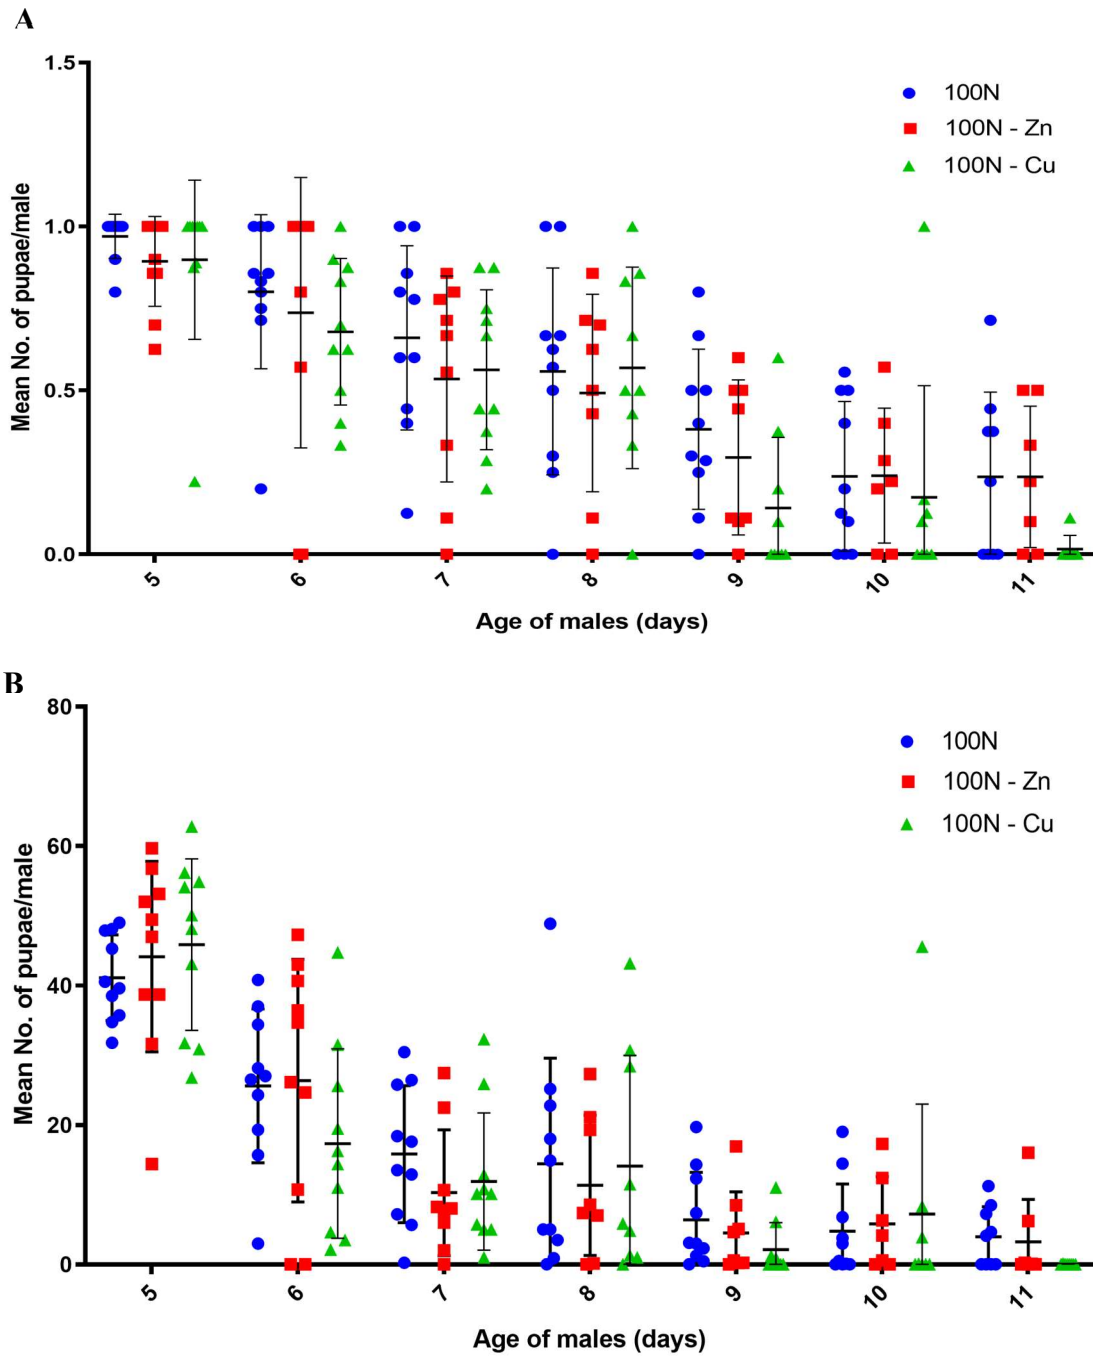 A
Mean No. of pupae/male
1.5
1.0
0.5
0.0
100N
100N - Zn
100N - Cu
5 6 7 8 9 10 11
Age of males (days)
B
Mean No. of pupae/male
80
60
40
20
0
100N
100N - Zn
100N - Cu
5 6 7 8 9 10 11
Age of males (days)